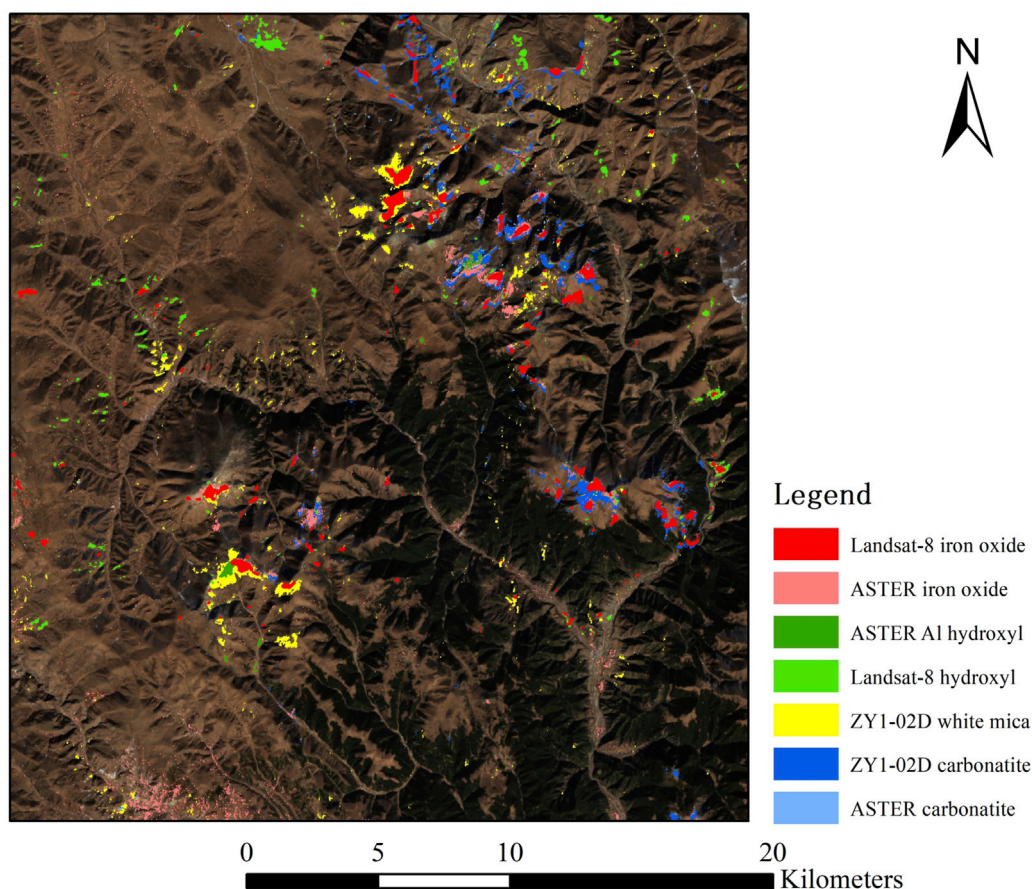 N
Legend
Landsat-8 iron oxide
ASTER iron oxide
ASTER Al hydroxyl
Landsat-8 hydroxyl
ZY1-02D white mica
ZY1-02D carbonatite
ASTER carbonatite
0 5 10 20
Kilometers